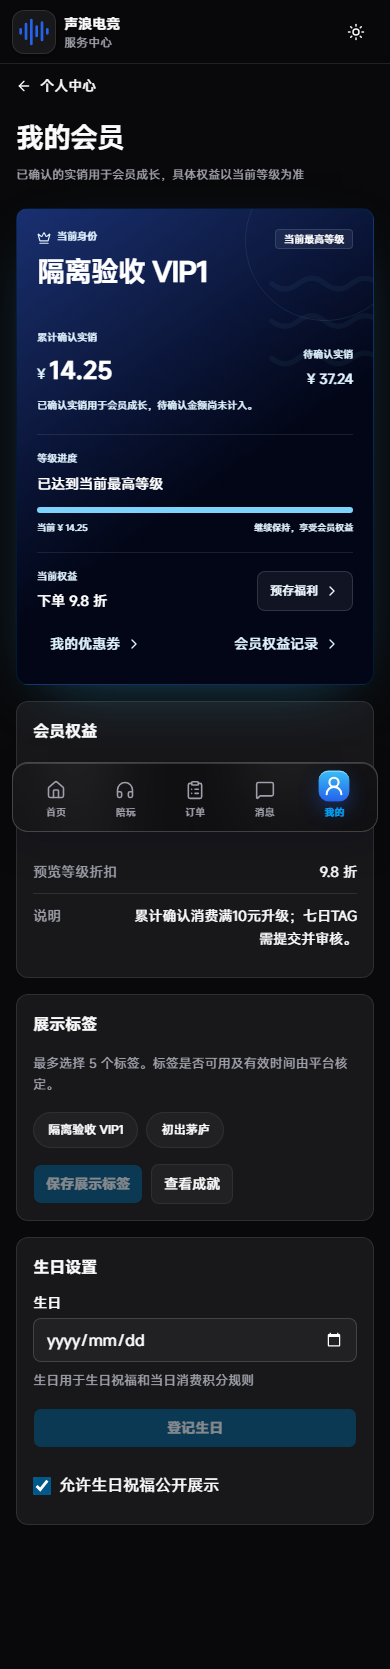 声浪电竞
服务中心
个人中心
我的会员
已确认的实销用于会员成长，具体权益以当前等级为准
当前身份
当前最高等级
隔离验收 VIP1
累计确认实销
¥ 14.25
待确认实销
¥ 37.24
已确认实销用于会员成长，待确认金额尚未计入。
等级进度
已达到当前最高等级
当前 ¥ 14.25
继续保持，享受会员权益
当前权益
下单 9.8 折
预存福利
我的优惠券
会员权益记录
会员权益
首页
陪玩
订单
消息
我的
预览等级折扣
9.8 折
说明
累计确认消费满10元升级；七日TAG
需提交并审核。
展示标签
最多选择 5 个标签。标签是否可用及有效时间由平台核
定。
隔离验收 VIP1
初出茅庐
保存展示标签
查看成就
生日设置
生日
yyyy/mm/dd
生日用于生日祝福和当日消费积分规则
登记生日
允许生日祝福公开展示